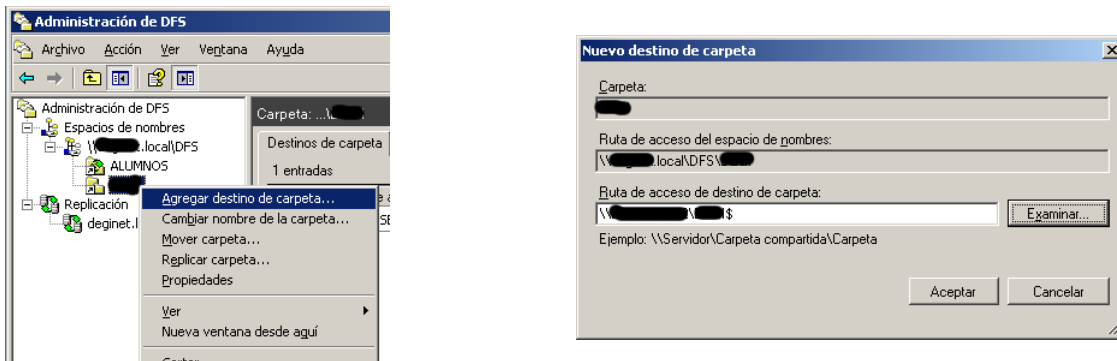 Administración de DFS
Archivo Acción Ver Ventana Ayuda
Administración de DFS
Espacios de nombres
\\ .local\DFS
ALUMNOS
Replicación
deginet.l
Carpeta: ...\
Destinos de carpeta
1 entradas
Agregar destino de carpeta...
Cambiar nombre de la carpeta...
Mover carpeta...
Replicar carpeta...
Propiedades
Ver
Nueva ventana desde aquí
Nuevo destino de carpeta
Carpeta:
Ruta de acceso del espacio de nombres:
\\ .local\DFS\
Ruta de acceso de destino de carpeta:
\\ \ $
Examinar...
Ejemplo: \\Servidor\Carpeta compartida\Carpeta
Aceptar Cancelar